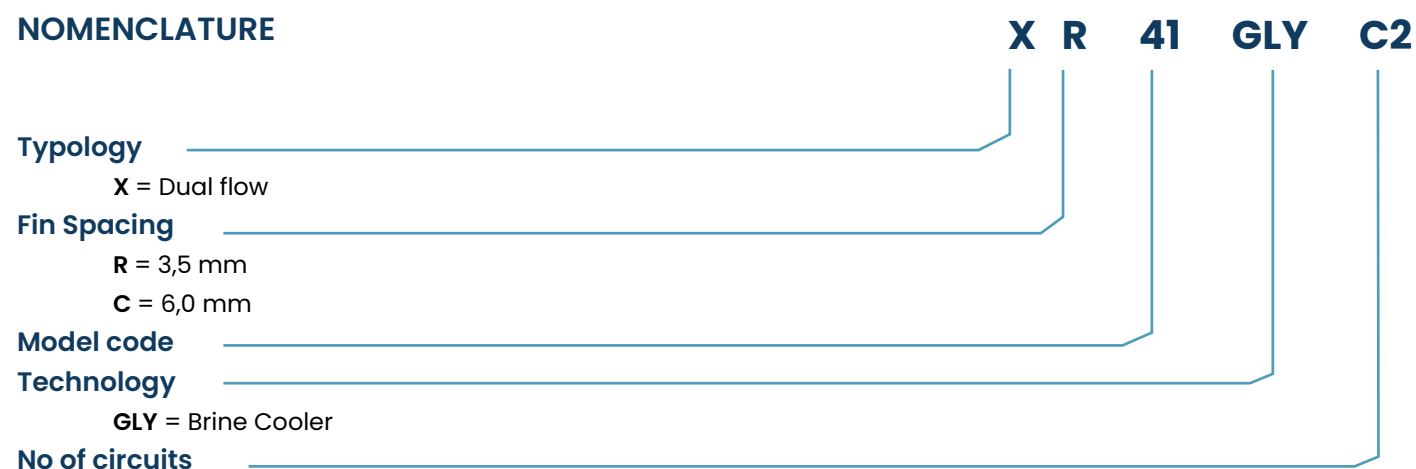 NOMENCLATURE X R 41 GLY C2
Typology
X = Dual flow
Fin Spacing
R = 3,5 mm
C = 6,0 mm
Model code
Technology
GLY = Brine Cooler
No of circuits